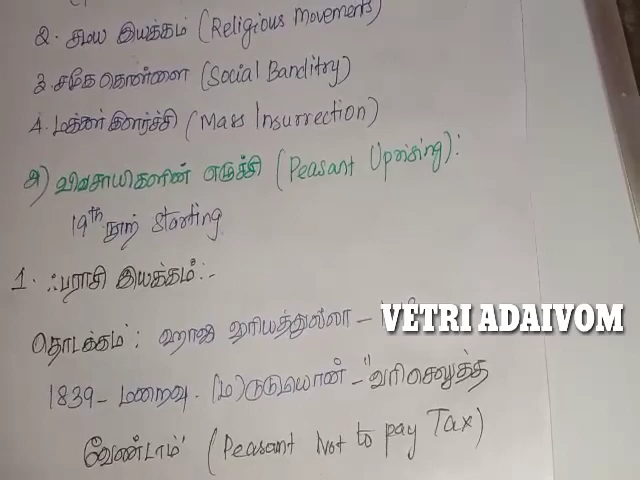 2. சமய இயக்கம் (Religious Movements)
3. சமூக கொள்ளை (Social Banditry)
4. மக்கள் கிளர்ச்சி (Mass Insurrection)
அ) விவசாயிகளின் எழுச்சி (Peasant Uprising):
19th நூற் Starting
1. ஃபராசி இயக்கம்:-
தொடக்கம்: ஹாஜி ஷரியத்துல்லா -
VETRI ADAIVOM
1839 - மறைவு. (ம) டுடுமியான் - "வரிசெலுத்த
வேண்டாம்" (Peasant Not to pay Tax)